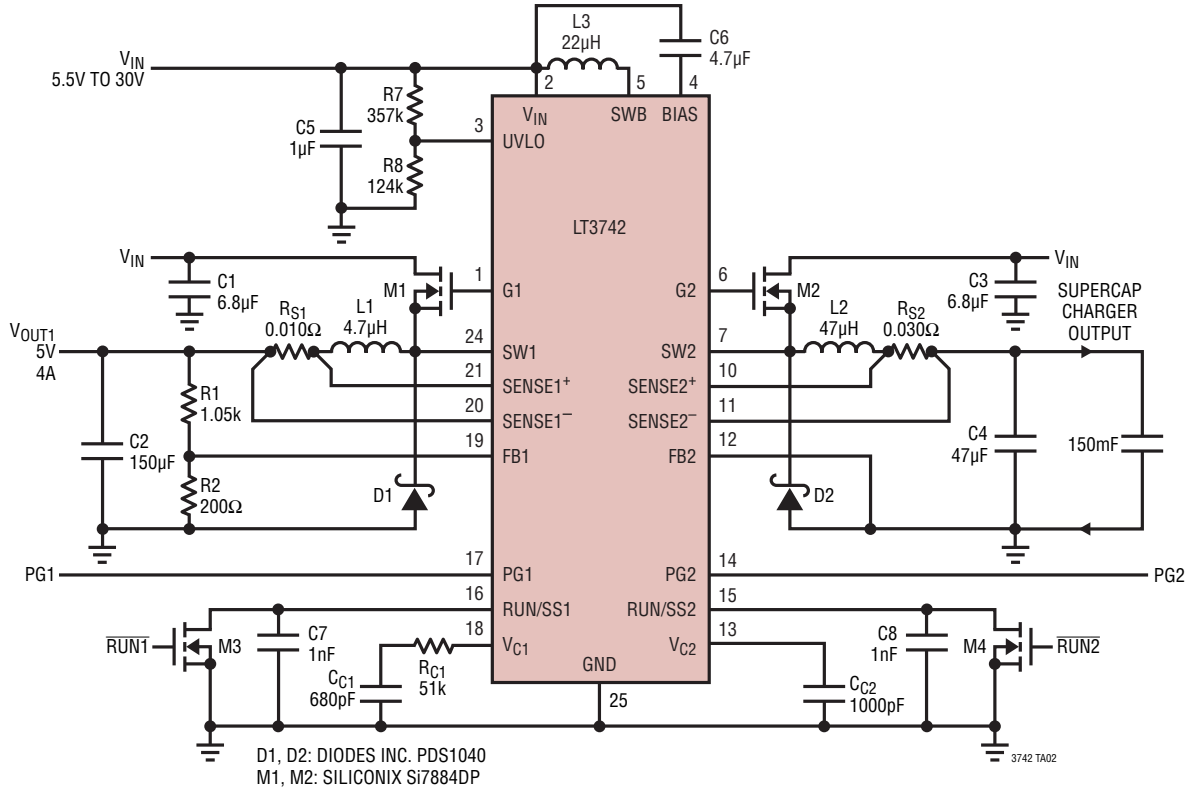 L3
22µH
C6
4.7µF
VIN
5.5V TO 30V
2
5
4
R7
357k
VIN
SWB
BIAS
3
UVLO
C5
1µF
R8
124k
LT3742
VIN
C1
6.8µF
M1
1
G1
6
G2
M2
VIN
C3
6.8µF
SUPERCAP
CHARGER
OUTPUT
VOUT1
5V
4A
RS1
0.010Ω
L1
4.7µH
24
SW1
7
SW2
L2
47µH
RS2
0.030Ω
21
SENSE1+
10
SENSE2+
20
SENSE1–
11
SENSE2–
R1
1.05k
19
FB1
12
FB2
C2
150µF
C4
47µF
150mF
R2
200Ω
D1
D2
PG1
17
PG1
14
PG2
PG2
16
RUN/SS1
15
RUN/SS2
R̅U̅N̅1̅
M3
C7
1nF
18
VC1
13
VC2
C8
1nF
M4
R̅U̅N̅2̅
RC1
51k
CC1
680pF
GND
25
CC2
1000pF
D1, D2: DIODES INC. PDS1040
M1, M2: SILICONIX Si7884DP
3742 TA02